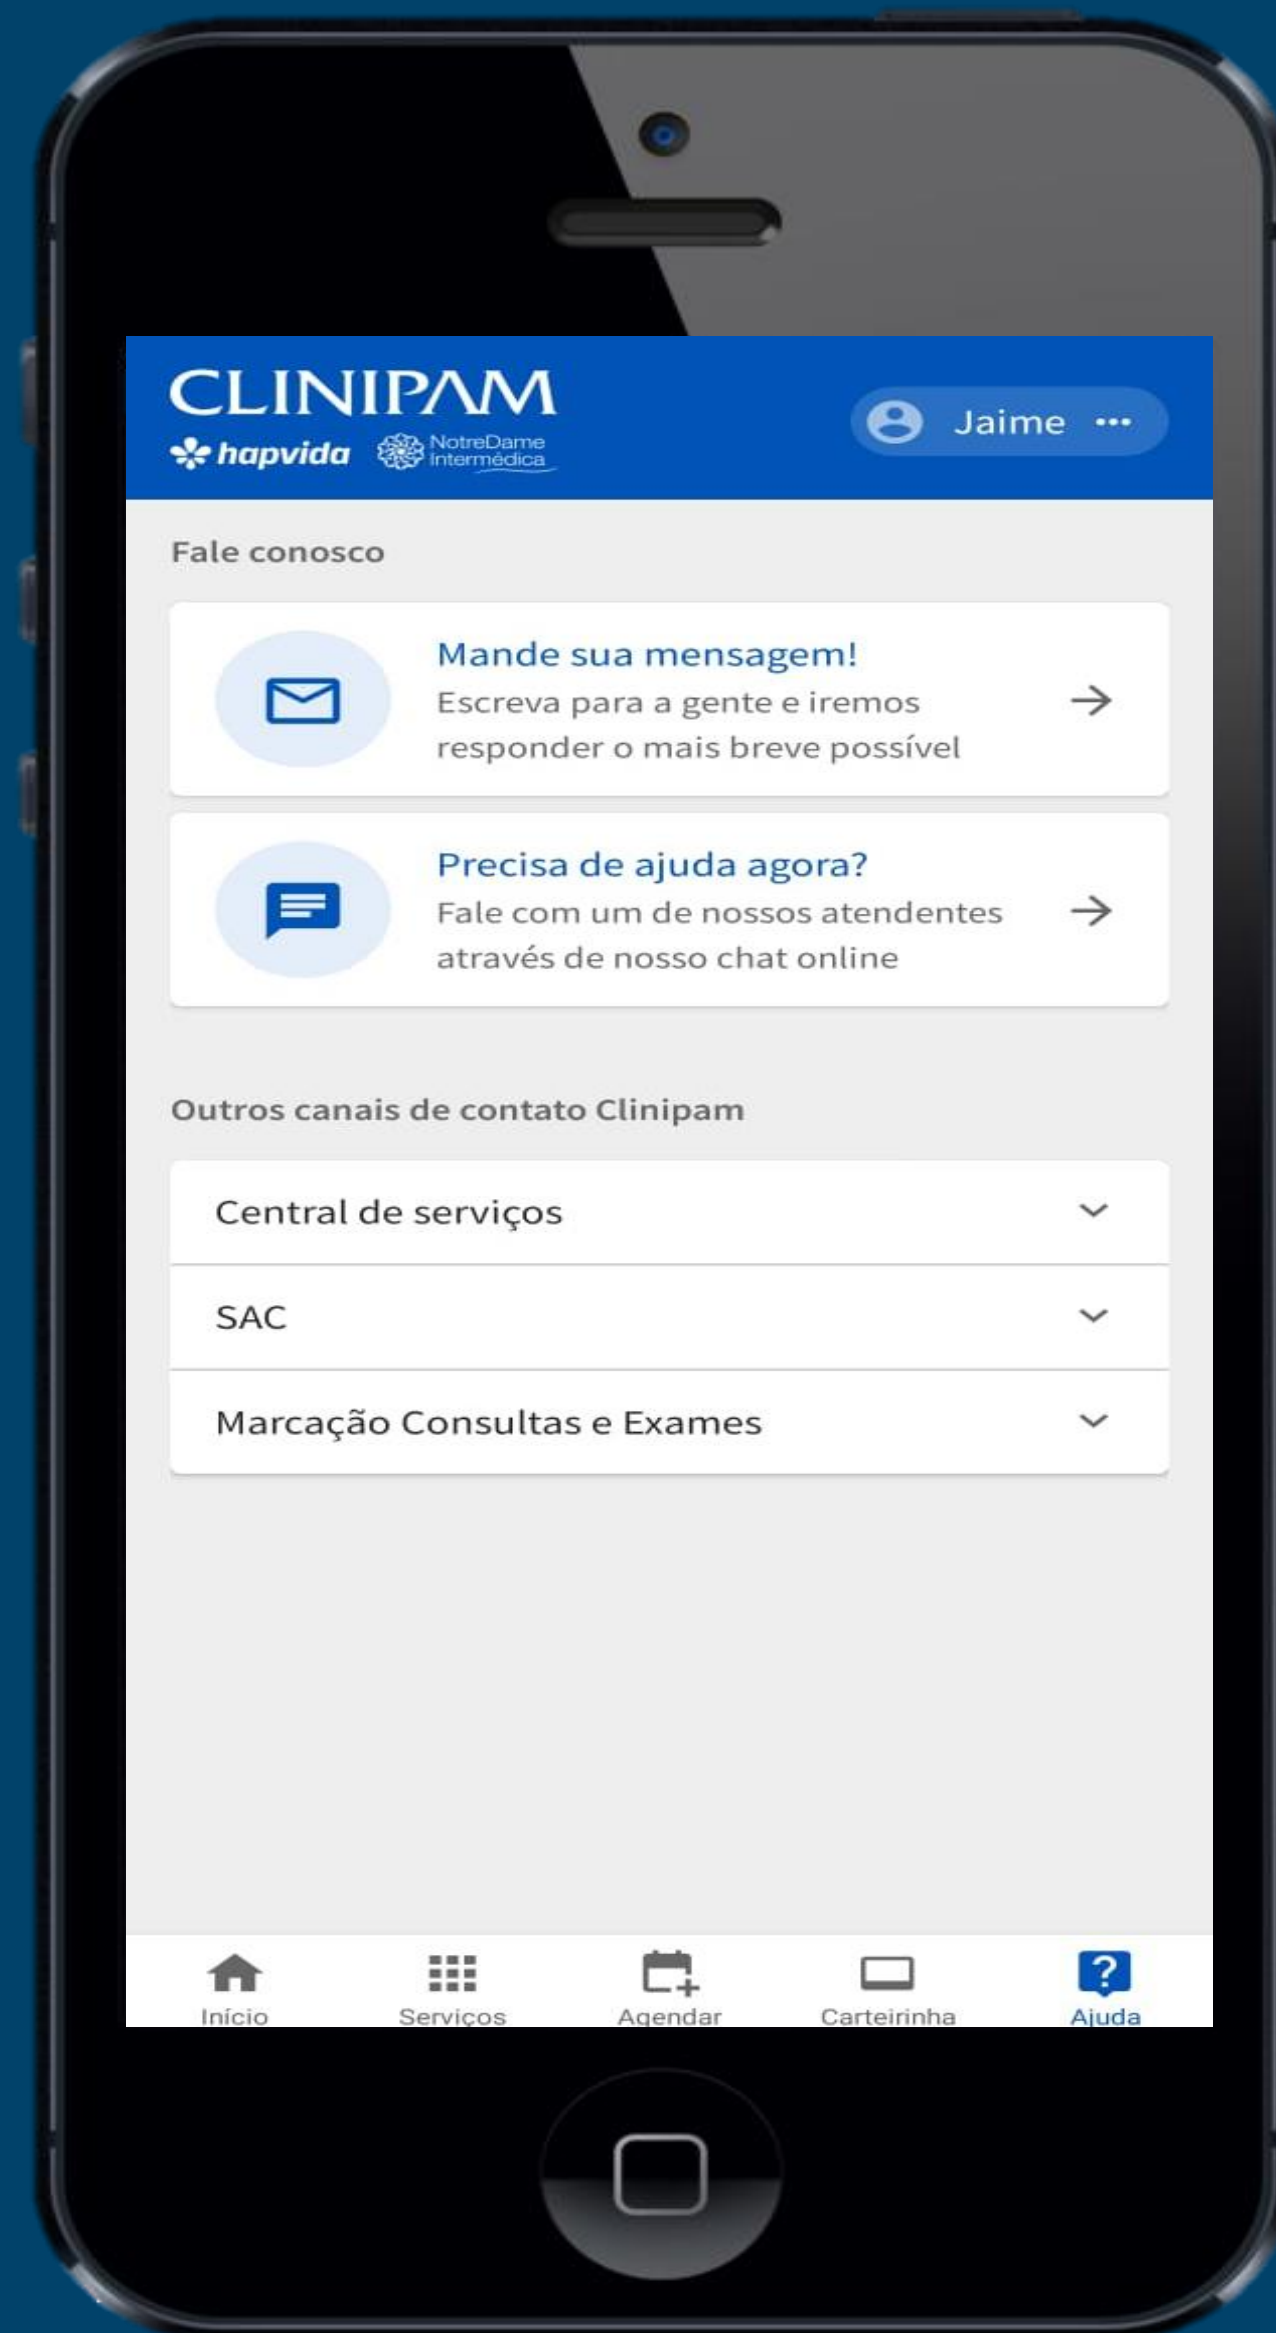 CLINIPAM
hapvida NotreDame
Intermédica
Jaime
Fale conosco
Mande sua mensagem!
Escreva para a gente e iremos
responder o mais breve possível
Precisa de ajuda agora?
Fale com um de nossos atendentes
através de nosso chat online
Outros canais de contato Clinipam
Central de serviços
SAC
Marcação Consultas e Exames
Início Serviços Agendar Carteirinha Ajuda